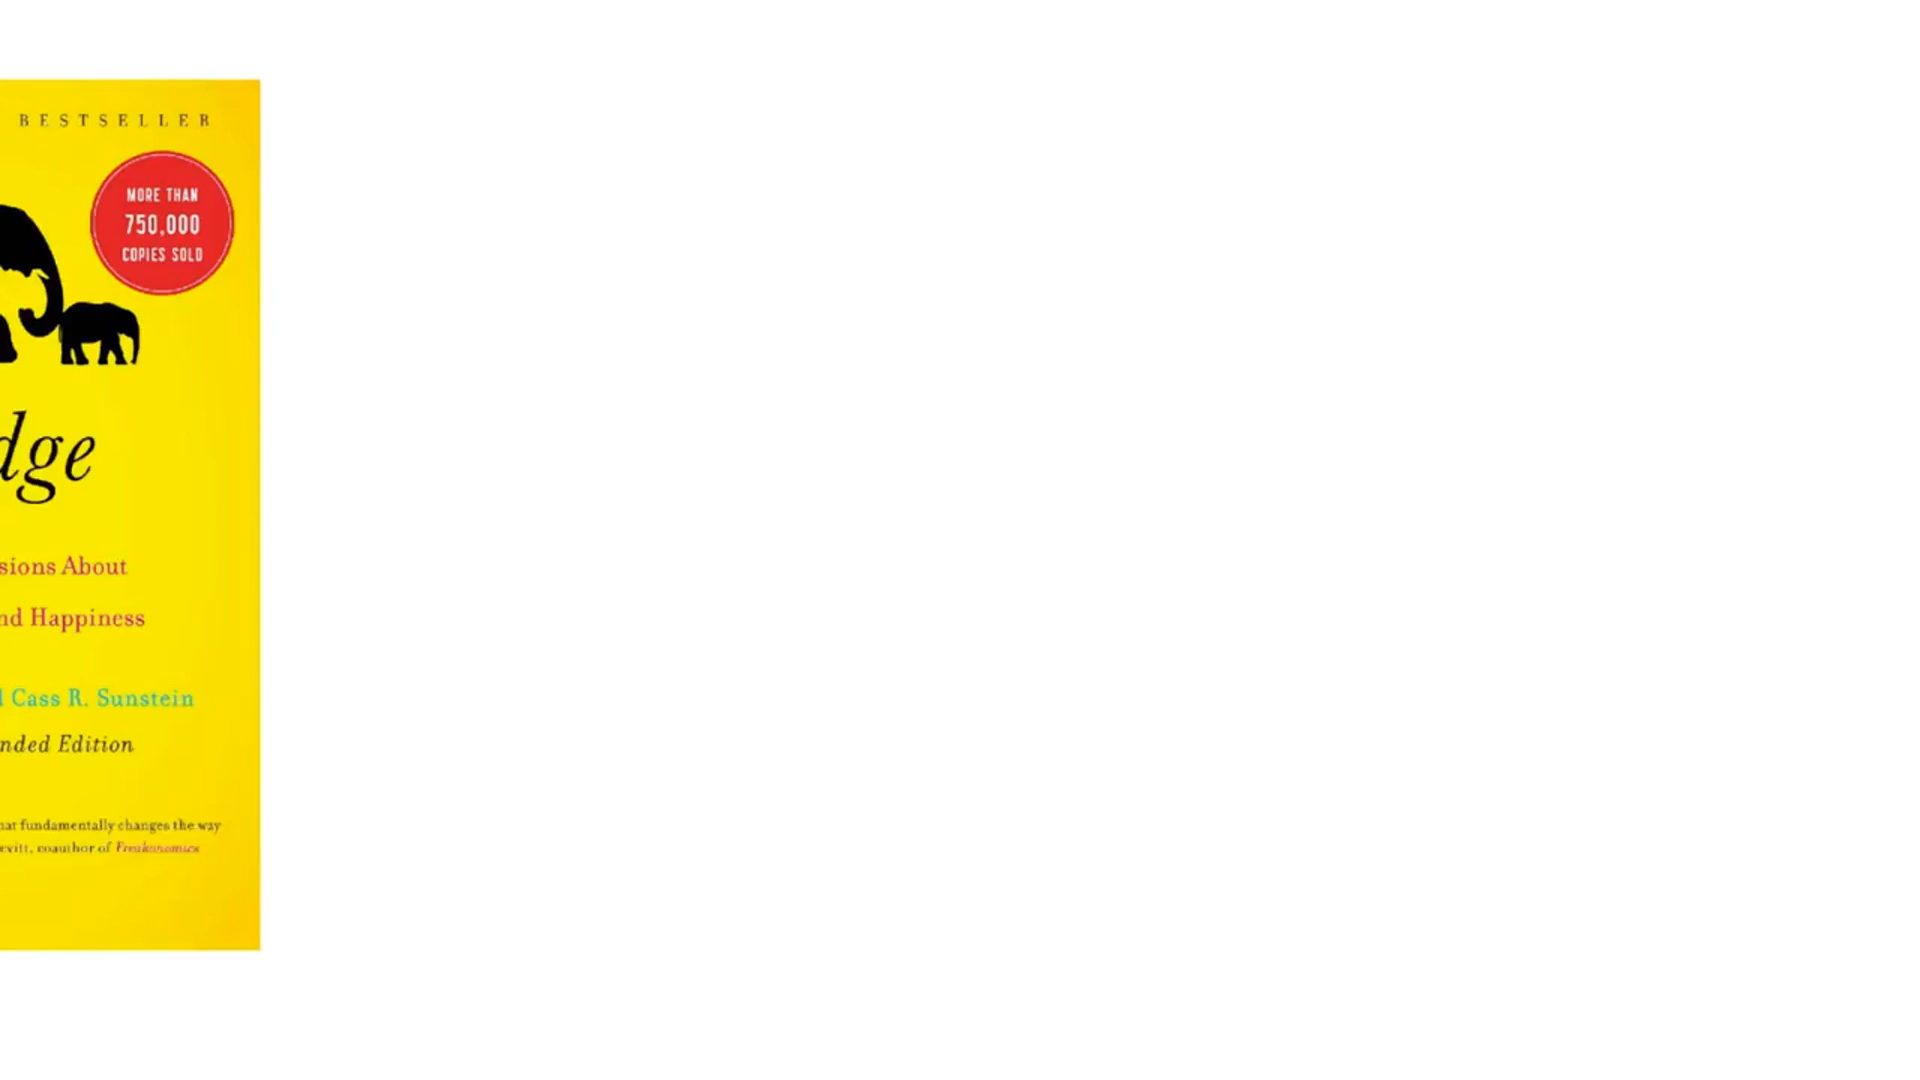 BESTSELLER
MORE THAN
750,000
COPIES SOLD
dge
sions About
nd Happiness
d Cass R. Sunstein
nded Edition
hat fundamentally changes the way
evitt, coauthor of Freakonomics